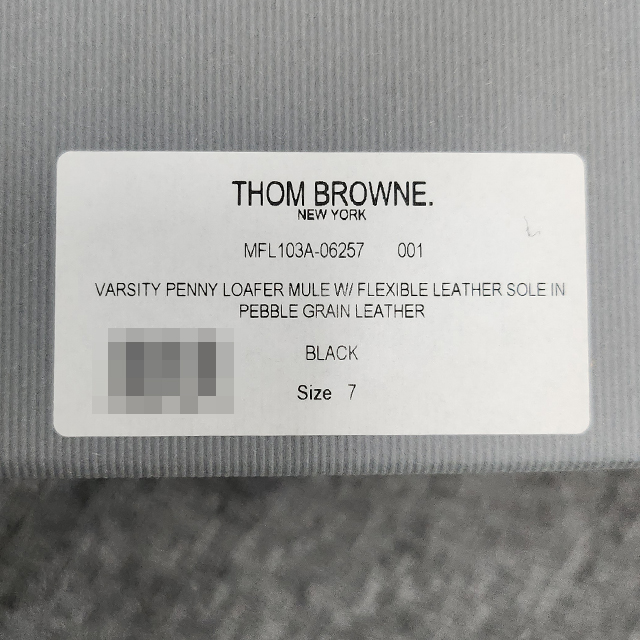 THOM BROWNE.
NEW YORK
MFL103A-06257 001
VARSITY PENNY LOAFER MULE W/ FLEXIBLE LEATHER SOLE IN
PEBBLE GRAIN LEATHER
BLACK
Size 7